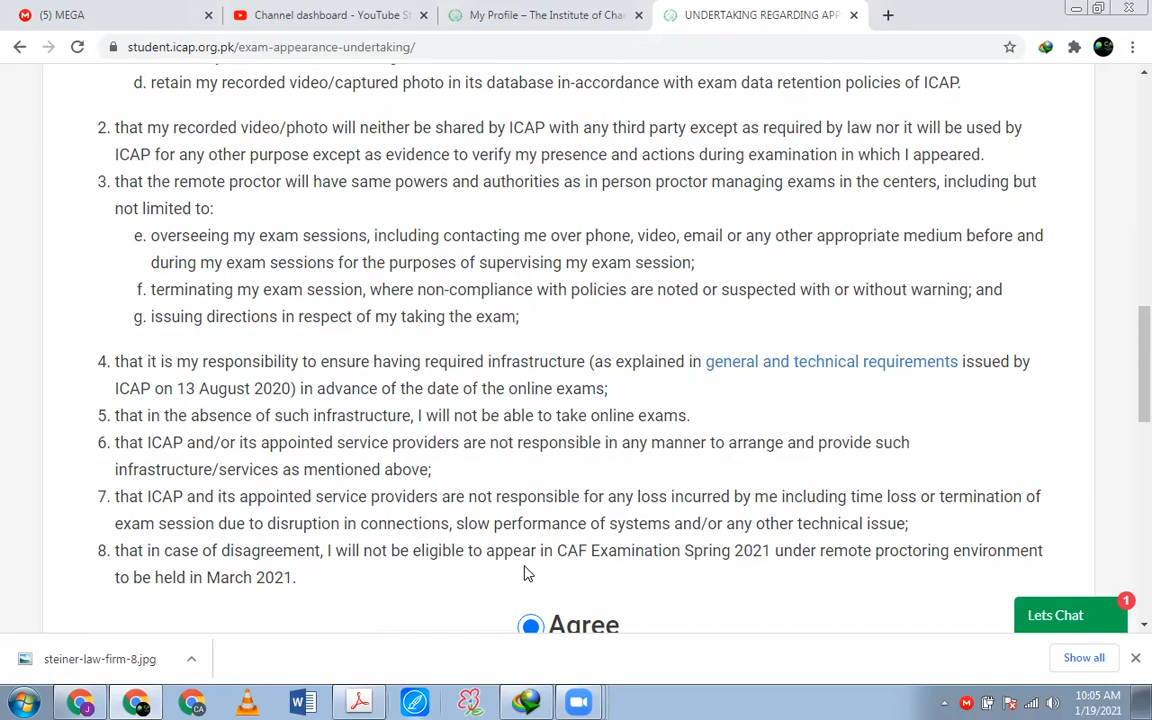 (5) MEGA
Channel dashboard - YouTube St
My Profile – The Institute of Char
UNDERTAKING REGARDING APP
student.icap.org.pk/exam-appearance-undertaking/
d. retain my recorded video/captured photo in its database in-accordance with exam data retention policies of ICAP.
2. that my recorded video/photo will neither be shared by ICAP with any third party except as required by law nor it will be used by
ICAP for any other purpose except as evidence to verify my presence and actions during examination in which I appeared.
3. that the remote proctor will have same powers and authorities as in person proctor managing exams in the centers, including but
not limited to:
e. overseeing my exam sessions, including contacting me over phone, video, email or any other appropriate medium before and
during my exam sessions for the purposes of supervising my exam session;
f. terminating my exam session, where non-compliance with policies are noted or suspected with or without warning; and
g. issuing directions in respect of my taking the exam;
4. that it is my responsibility to ensure having required infrastructure (as explained in general and technical requirements issued by
ICAP on 13 August 2020) in advance of the date of the online exams;
5. that in the absence of such infrastructure, I will not be able to take online exams.
6. that ICAP and/or its appointed service providers are not responsible in any manner to arrange and provide such
infrastructure/services as mentioned above;
7. that ICAP and its appointed service providers are not responsible for any loss incurred by me including time loss or termination of
exam session due to disruption in connections, slow performance of systems and/or any other technical issue;
8. that in case of disagreement, I will not be eligible to appear in CAF Examination Spring 2021 under remote proctoring environment
to be held in March 2021.
Agree
Lets Chat
1
steiner-law-firm-8.jpg
Show all
10:05 AM
1/19/2021